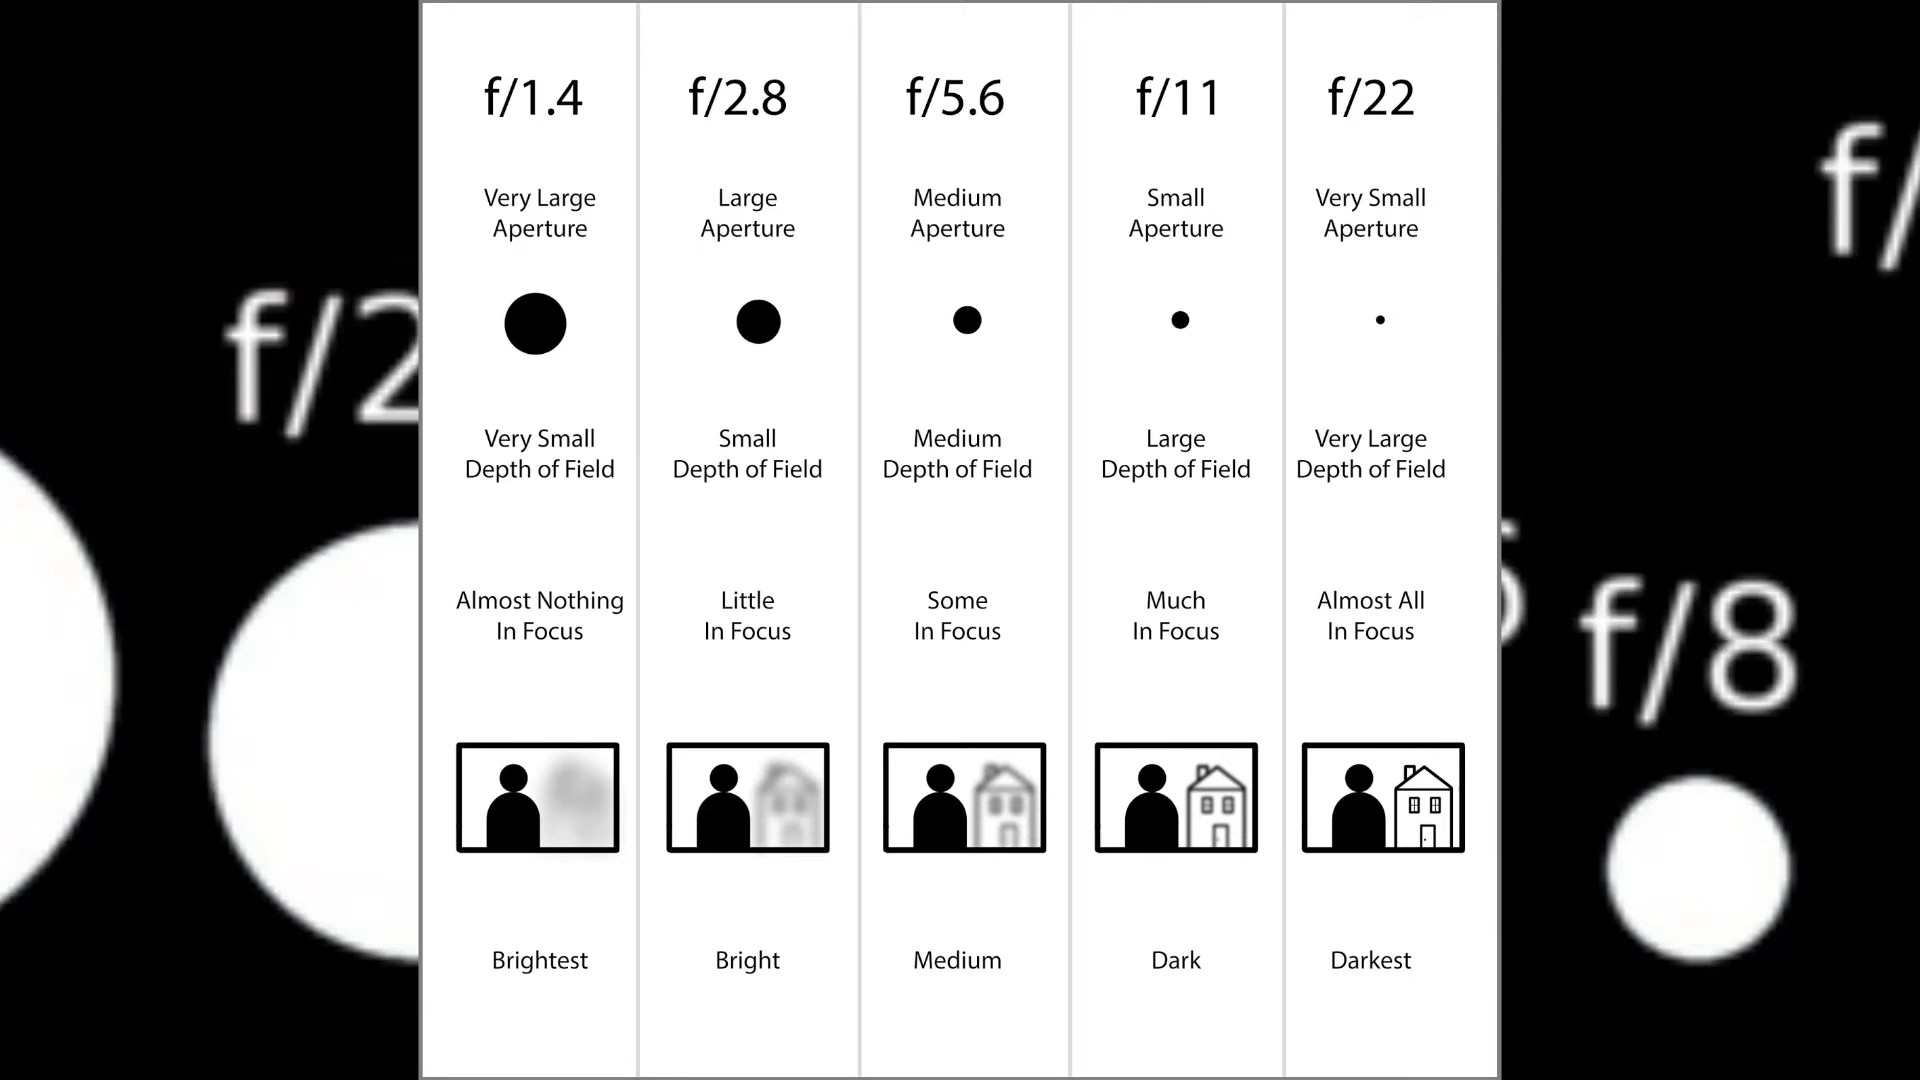 f/1.4
Very Large
Aperture
Very Small
Depth of Field
Almost Nothing
In Focus
Brightest
f/2.8
Large
Aperture
Small
Depth of Field
Little
In Focus
Bright
f/5.6
Medium
Aperture
Medium
Depth of Field
Some
In Focus
Medium
f/11
Small
Aperture
Large
Depth of Field
Much
In Focus
Dark
f/22
Very Small
Aperture
Very Large
Depth of Field
Almost All
In Focus
Darkest
f/2
f/8
f/